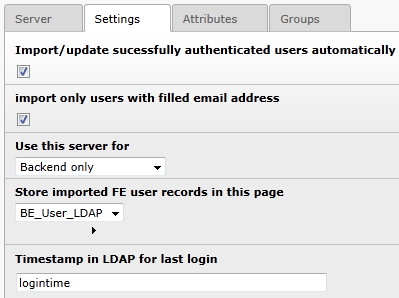 Server Settings Attributes Groups
Import/update sucessfully authenticated users automatically
import only users with filled email address
Use this server for
Backend only
Store imported FE user records in this page
BE_User_LDAP
Timestamp in LDAP for last login
logintime